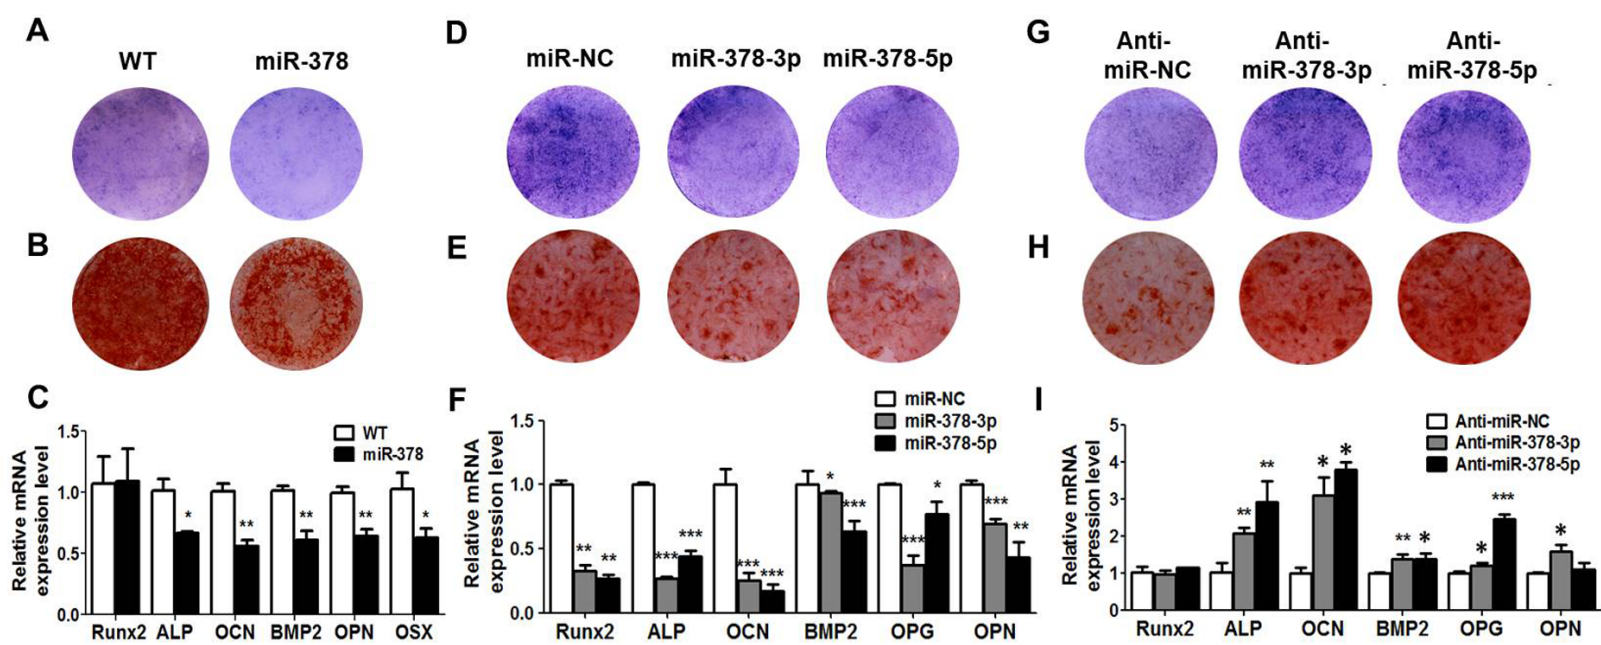 A
WT
miR-378
B
C
Relative mRNA
expression level
1.5
1.0
0.5
0.0
WT
miR-378
*
**
**
**
*
Runx2 ALP OCN BMP2 OPN OSX
D
miR-NC
miR-378-3p
miR-378-5p
E
F
Relative mRNA
expression level
1.5
1.0
0.5
0.0
miR-NC
miR-378-3p
miR-378-5p
** **
*** ***
*** ***
* ***
*** *
*** **
Runx2 ALP OCN BMP2 OPG OPN
G
Anti-
miR-NC
Anti-
miR-378-3p
Anti-
miR-378-5p
H
I
Relative mRNA
expression level
5
4
3
2
1
0
Anti-miR-NC
Anti-miR-378-3p
Anti-miR-378-5p
** **
* *
** *
* ***
*
Runx2 ALP OCN BMP2 OPG OPN